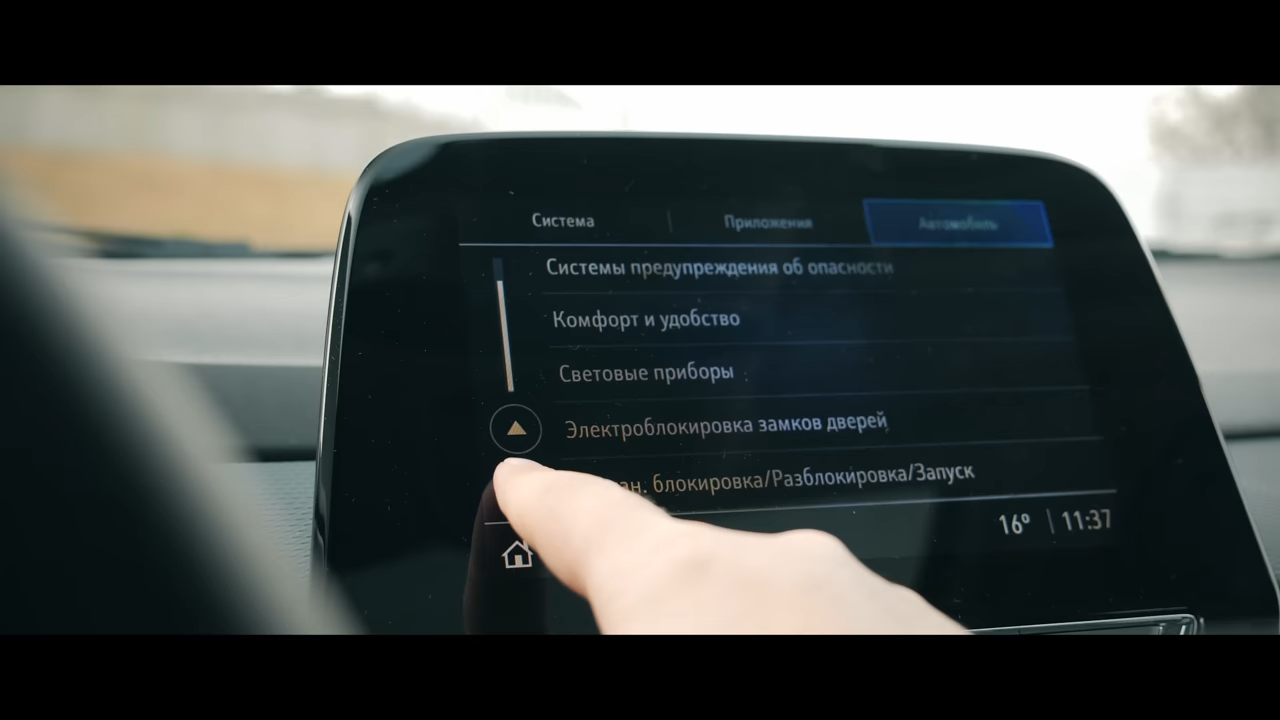 Система Приложения Автомобиль
Системы предупреждения об опасности
Комфорт и удобство
Световые приборы
Электроблокировка замков дверей
ан. блокировка/Разблокировка/Запуск
16° 11:37